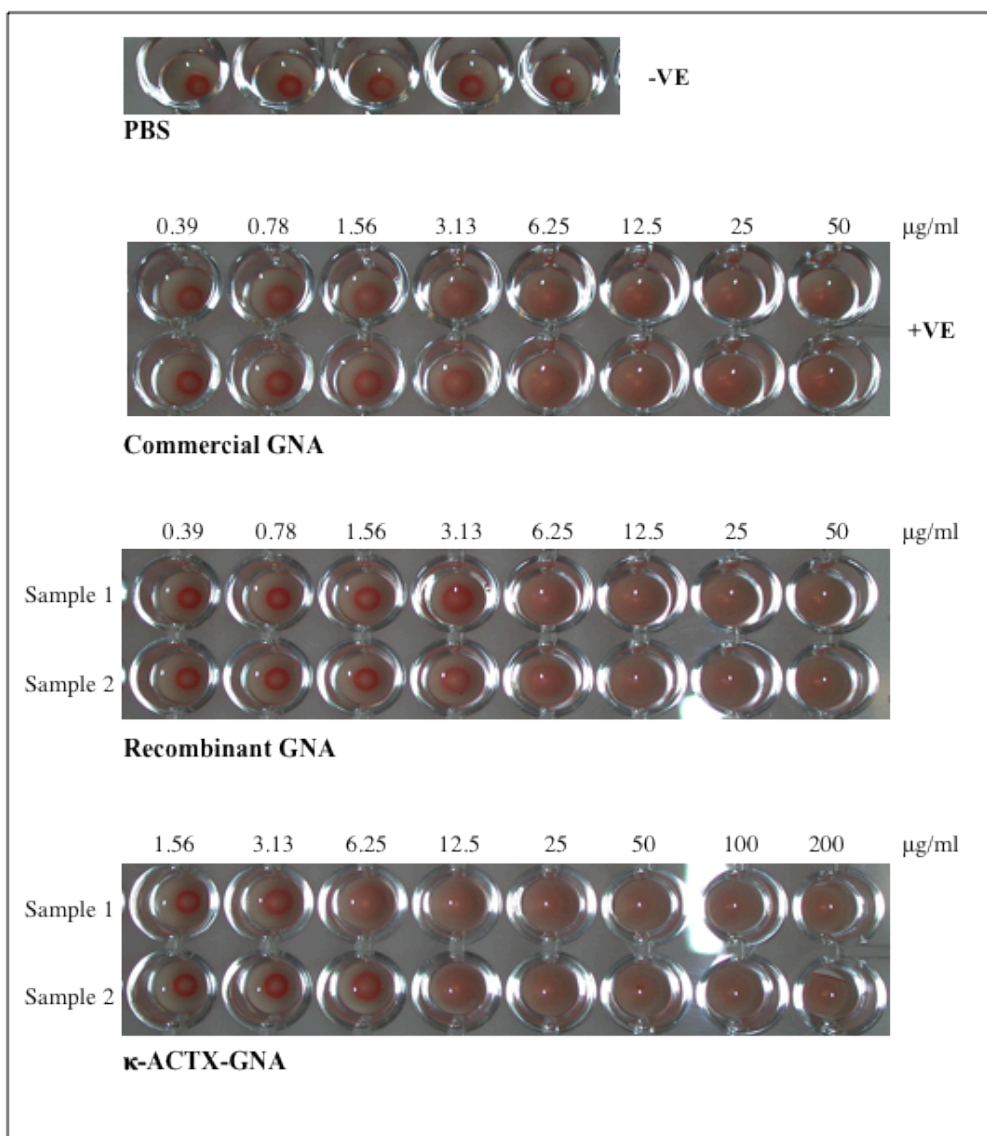 -VE
PBS
0.39 0.78 1.56 3.13 6.25 12.5 25 50 μg/ml
+VE
Commercial GNA
0.39 0.78 1.56 3.13 6.25 12.5 25 50 μg/ml
Sample 1
Sample 2
Recombinant GNA
1.56 3.13 6.25 12.5 25 50 100 200 μg/ml
Sample 1
Sample 2
κ-ACTX-GNA